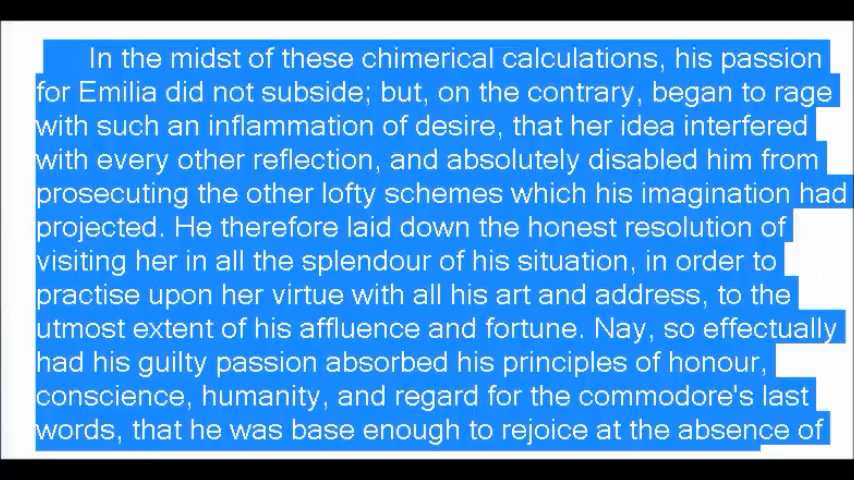 In the midst of these chimerical calculations, his passion
for Emilia did not subside; but, on the contrary, began to rage
with such an inflammation of desire, that her idea interfered
with every other reflection, and absolutely disabled him from
prosecuting the other lofty schemes which his imagination had
projected. He therefore laid down the honest resolution of
visiting her in all the splendour of his situation, in order to
practise upon her virtue with all his art and address, to the
utmost extent of his affluence and fortune. Nay, so effectually
had his guilty passion absorbed his principles of honour,
conscience, humanity, and regard for the commodore's last
words, that he was base enough to rejoice at the absence of